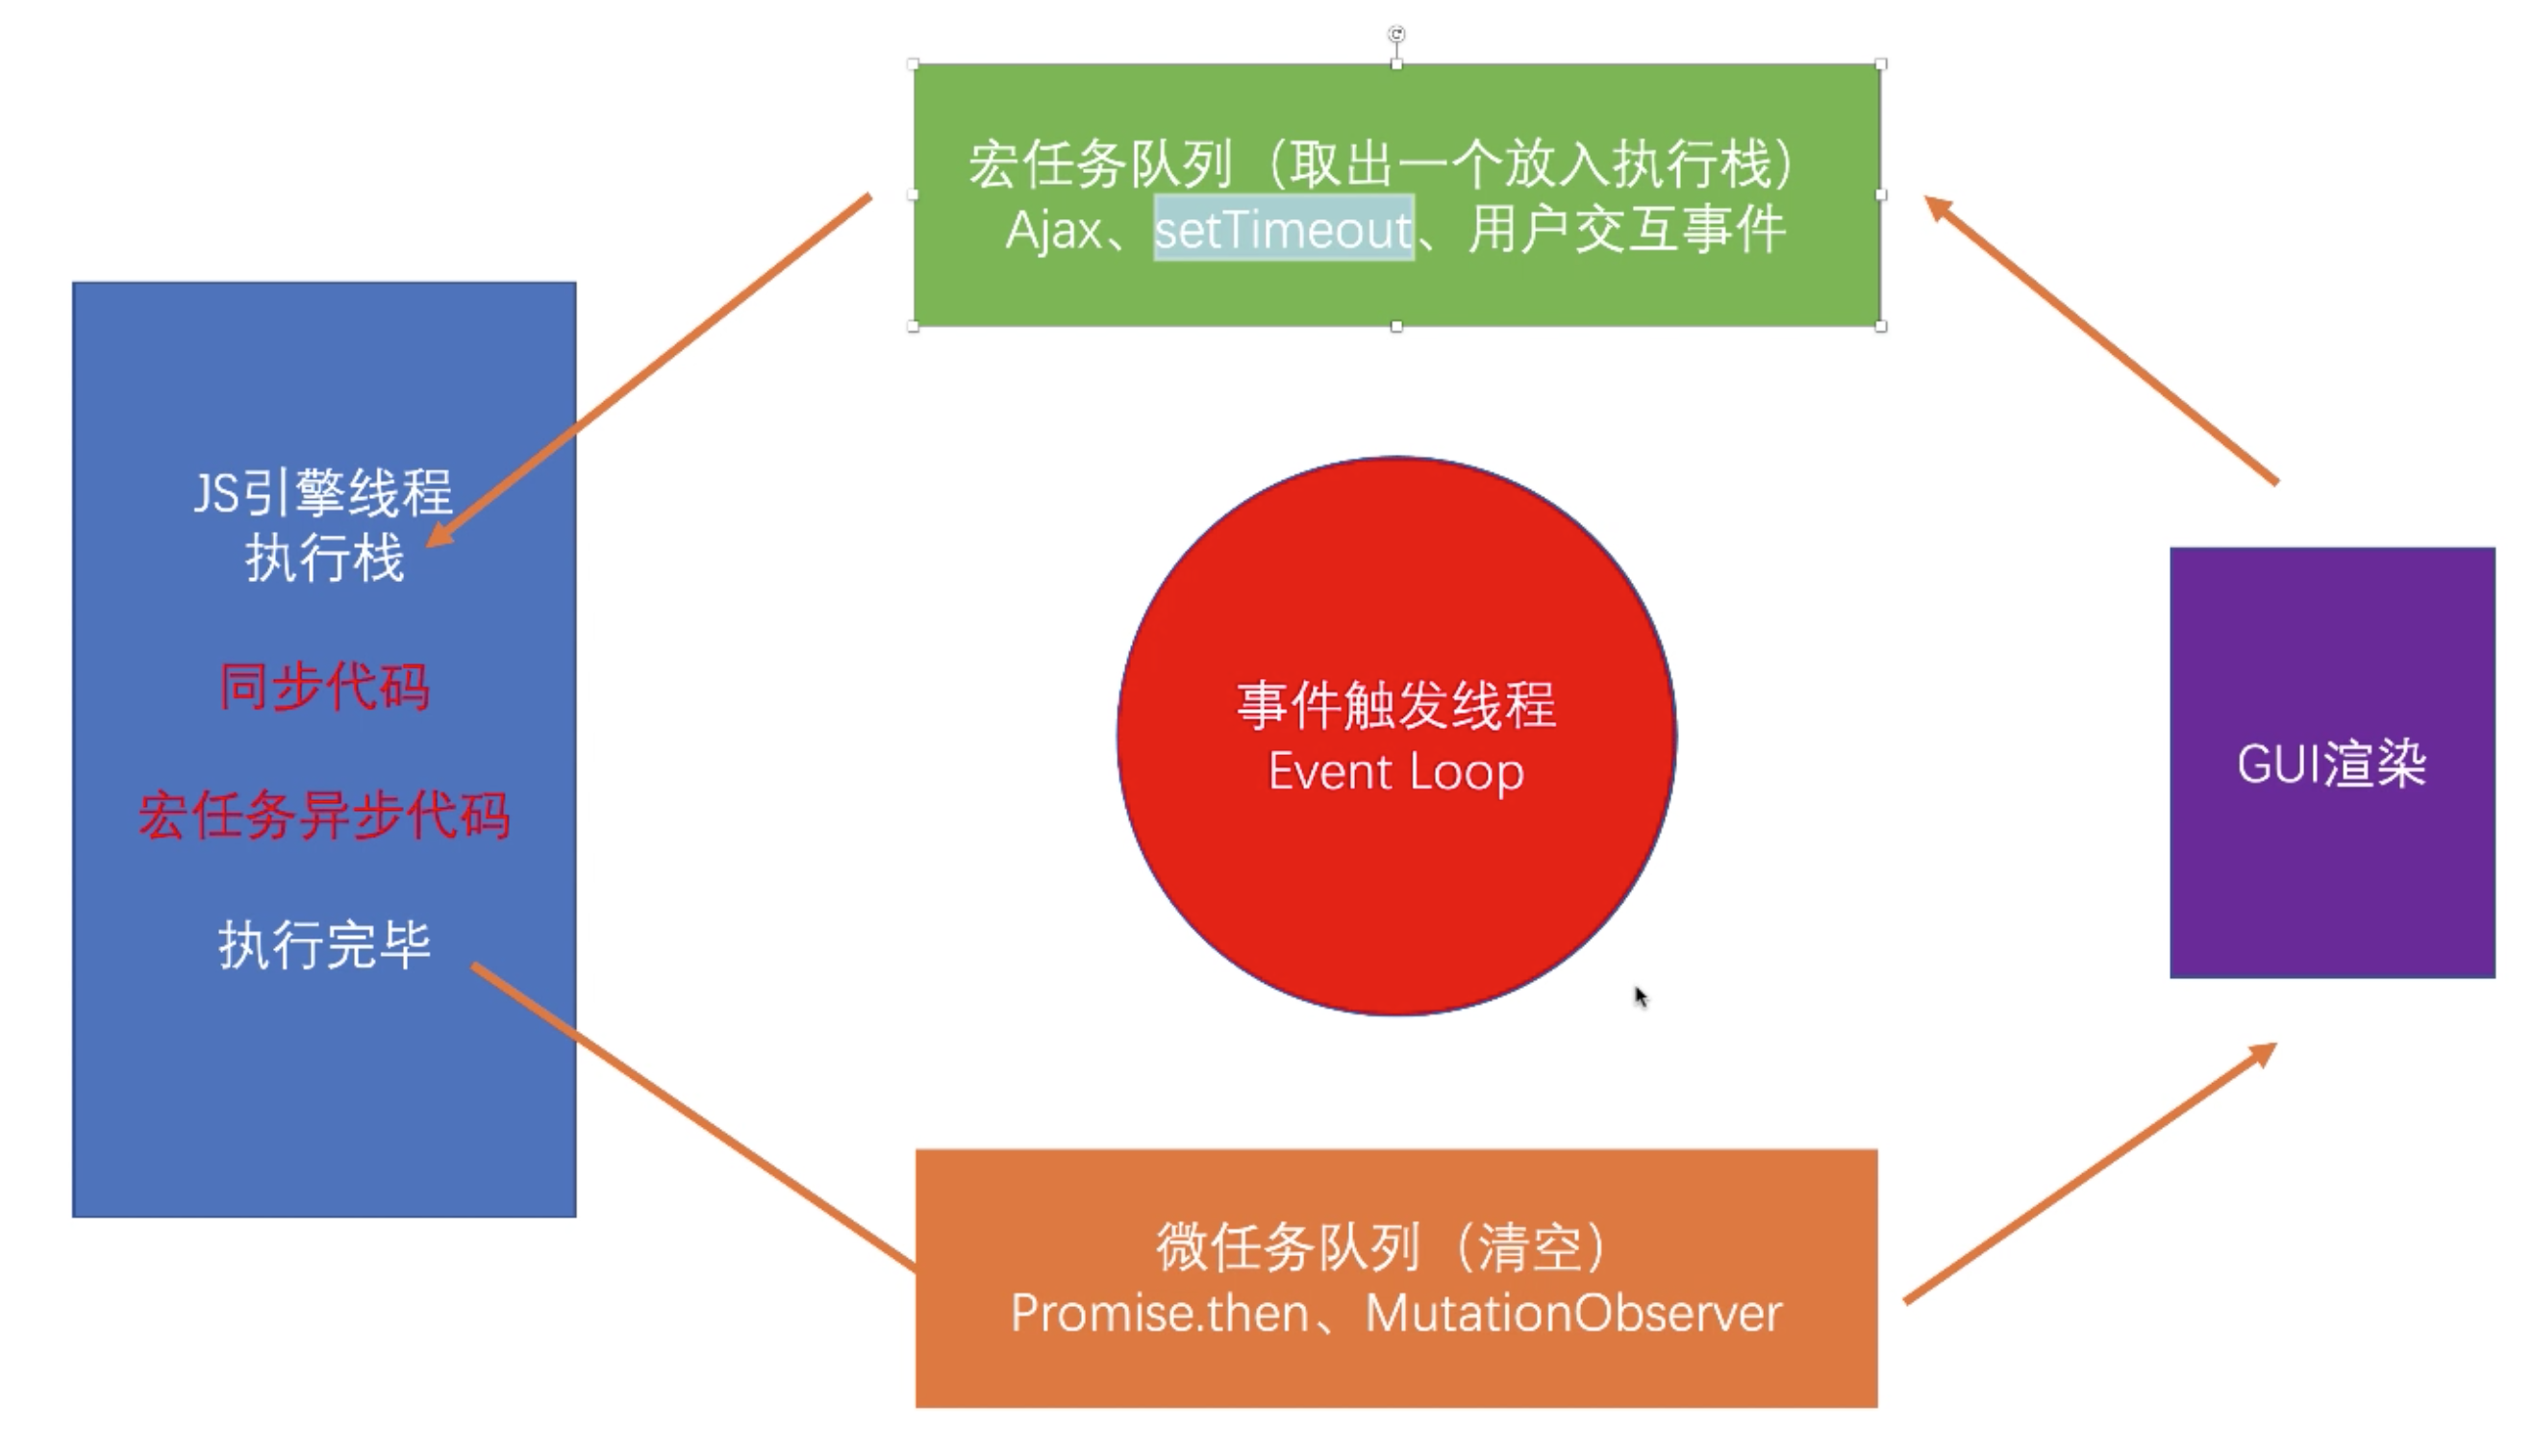 宏任务队列（取出一个放入执行栈）
Ajax、setTimeout、用户交互事件
JS引擎线程
执行栈
同步代码
宏任务异步代码
执行完毕
事件触发线程
Event Loop
GUI渲染
微任务队列（清空）
Promise.then、MutationObserver